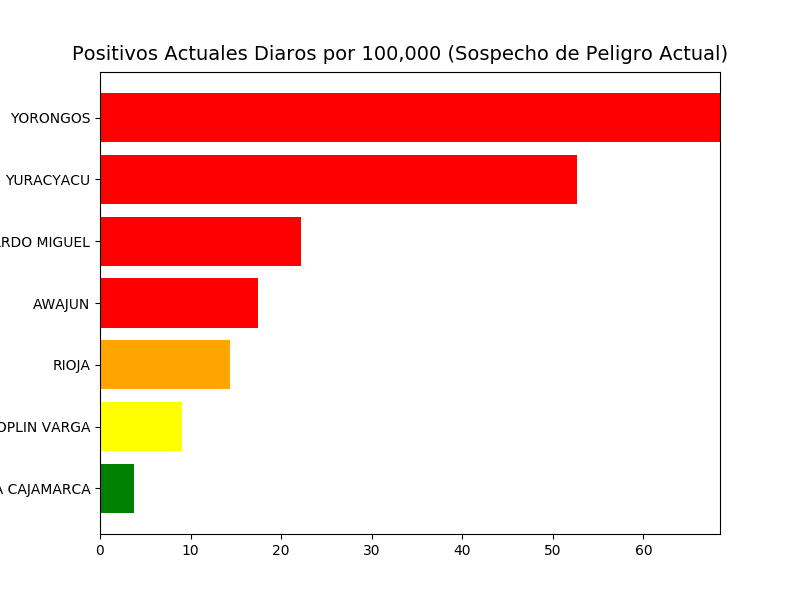 Positivos Actuales Diaros por 100,000 (Sospecho de Peligro Actual)
YORONGOS
YURACYACU
RDO MIGUEL
AWAJUN
RIOJA
OPLIN VARGA
A CAJAMARCA
0 10 20 30 40 50 60